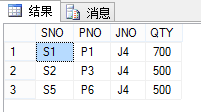 结果 消息
SNO PNO JNO QTY
1 S1 P1 J4 700
2 S2 P3 J4 500
3 S5 P6 J4 500